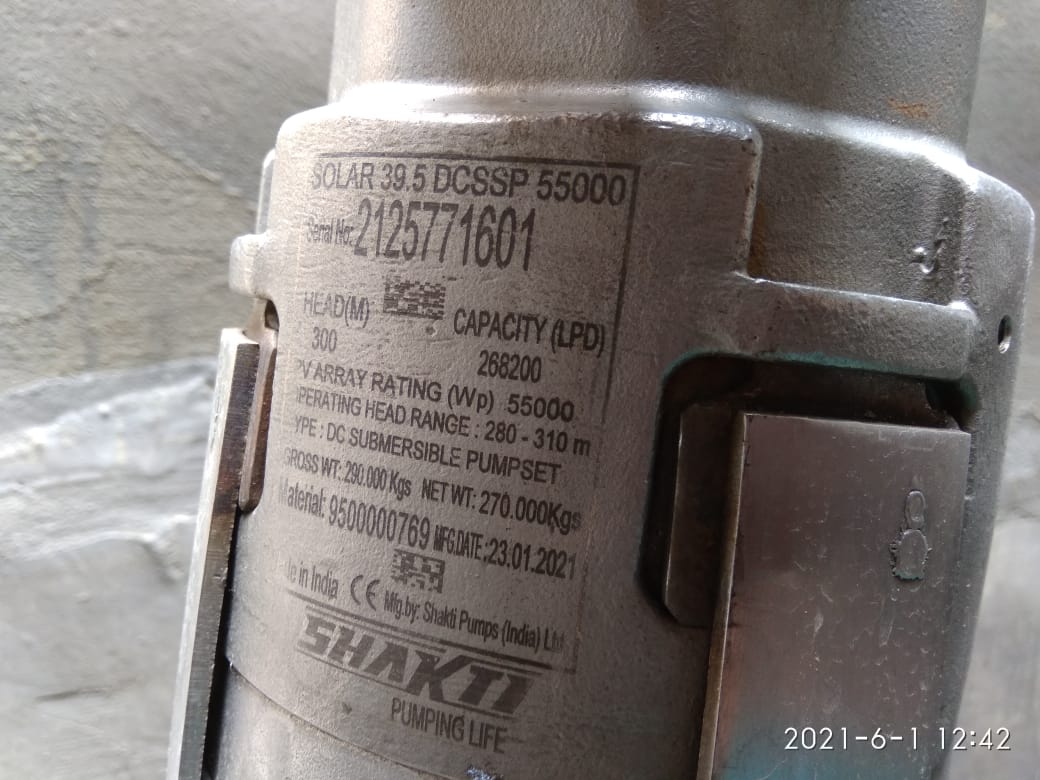 SOLAR 39.5 DCSSP 55000
Serial No: 2125771601
HEAD(M) CAPACITY (LPD)
300 268200
PV ARRAY RATING (Wp) 55000
OPERATING HEAD RANGE : 280 - 310 m
TYPE : DC SUBMERSIBLE PUMPSET
GROSS WT: 290.000 Kgs NET WT: 270.000Kgs
Material: 9500000769 MFG.DATE:23.01.2021
in India CE Mfg.by: Shakti Pumps (India) Ltd
SHAKTI
PUMPING LIFE
2021-6-1 12:42